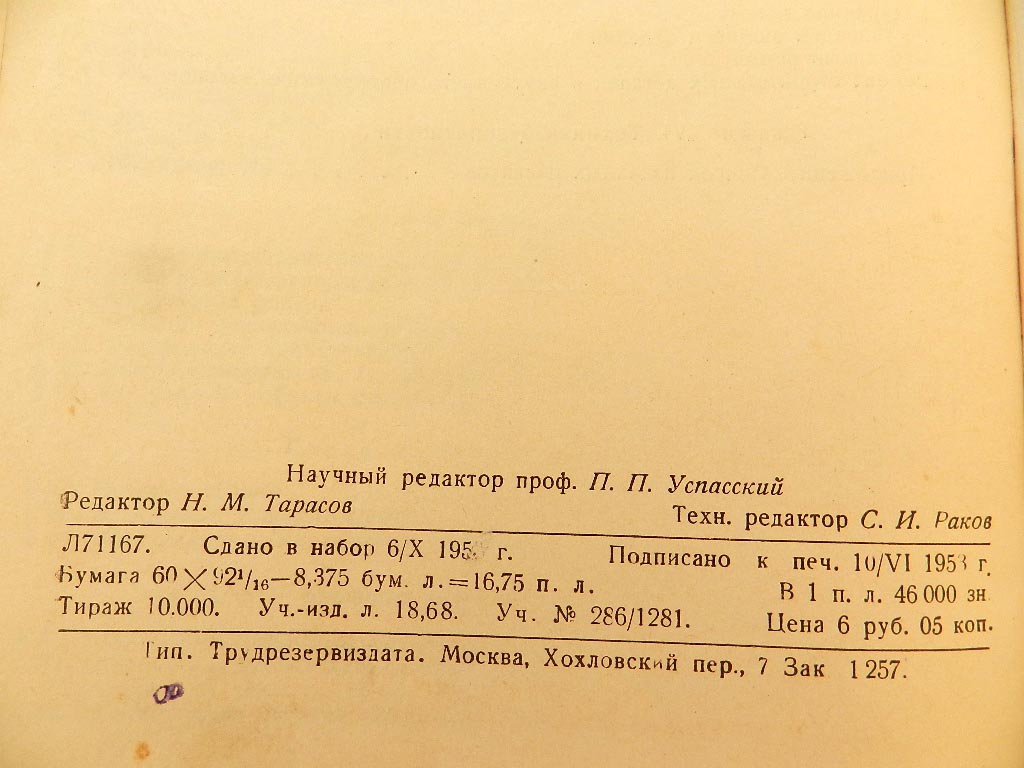 Научный редактор проф. П. П. Успасский
Редактор Н. М. Тарасов Техн. редактор С. И. Раков
Л71167. Сдано в набор 6/X г. Подписано к печ. 10/VI 1953 г.
Бумага 60×92¹/₁₆—8,375 бум. л.=16,75 п. л. В 1 п. л. 46 000 зн
Тираж 10.000. Уч.-изд. л. 18,68. Уч. № 286/1281. Цена 6 руб. 05 коп.
Тип. Трудрезервиздата. Москва, Хохловский пер., 7 Зак 1257.